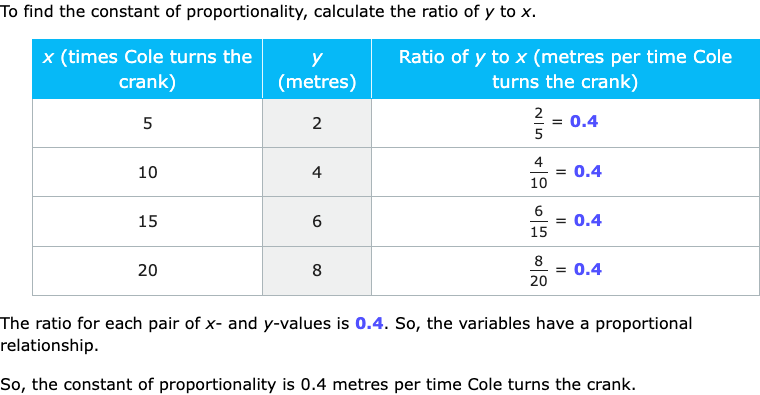 To find the constant of proportionality, calculate the ratio of y to x.
x (times Cole turns the crank) y (metres) Ratio of y to x (metres per time Cole turns the crank)
5 2 2/5 = 0.4
10 4 4/10 = 0.4
15 6 6/15 = 0.4
20 8 8/20 = 0.4
The ratio for each pair of x- and y-values is 0.4. So, the variables have a proportional
relationship.
So, the constant of proportionality is 0.4 metres per time Cole turns the crank.